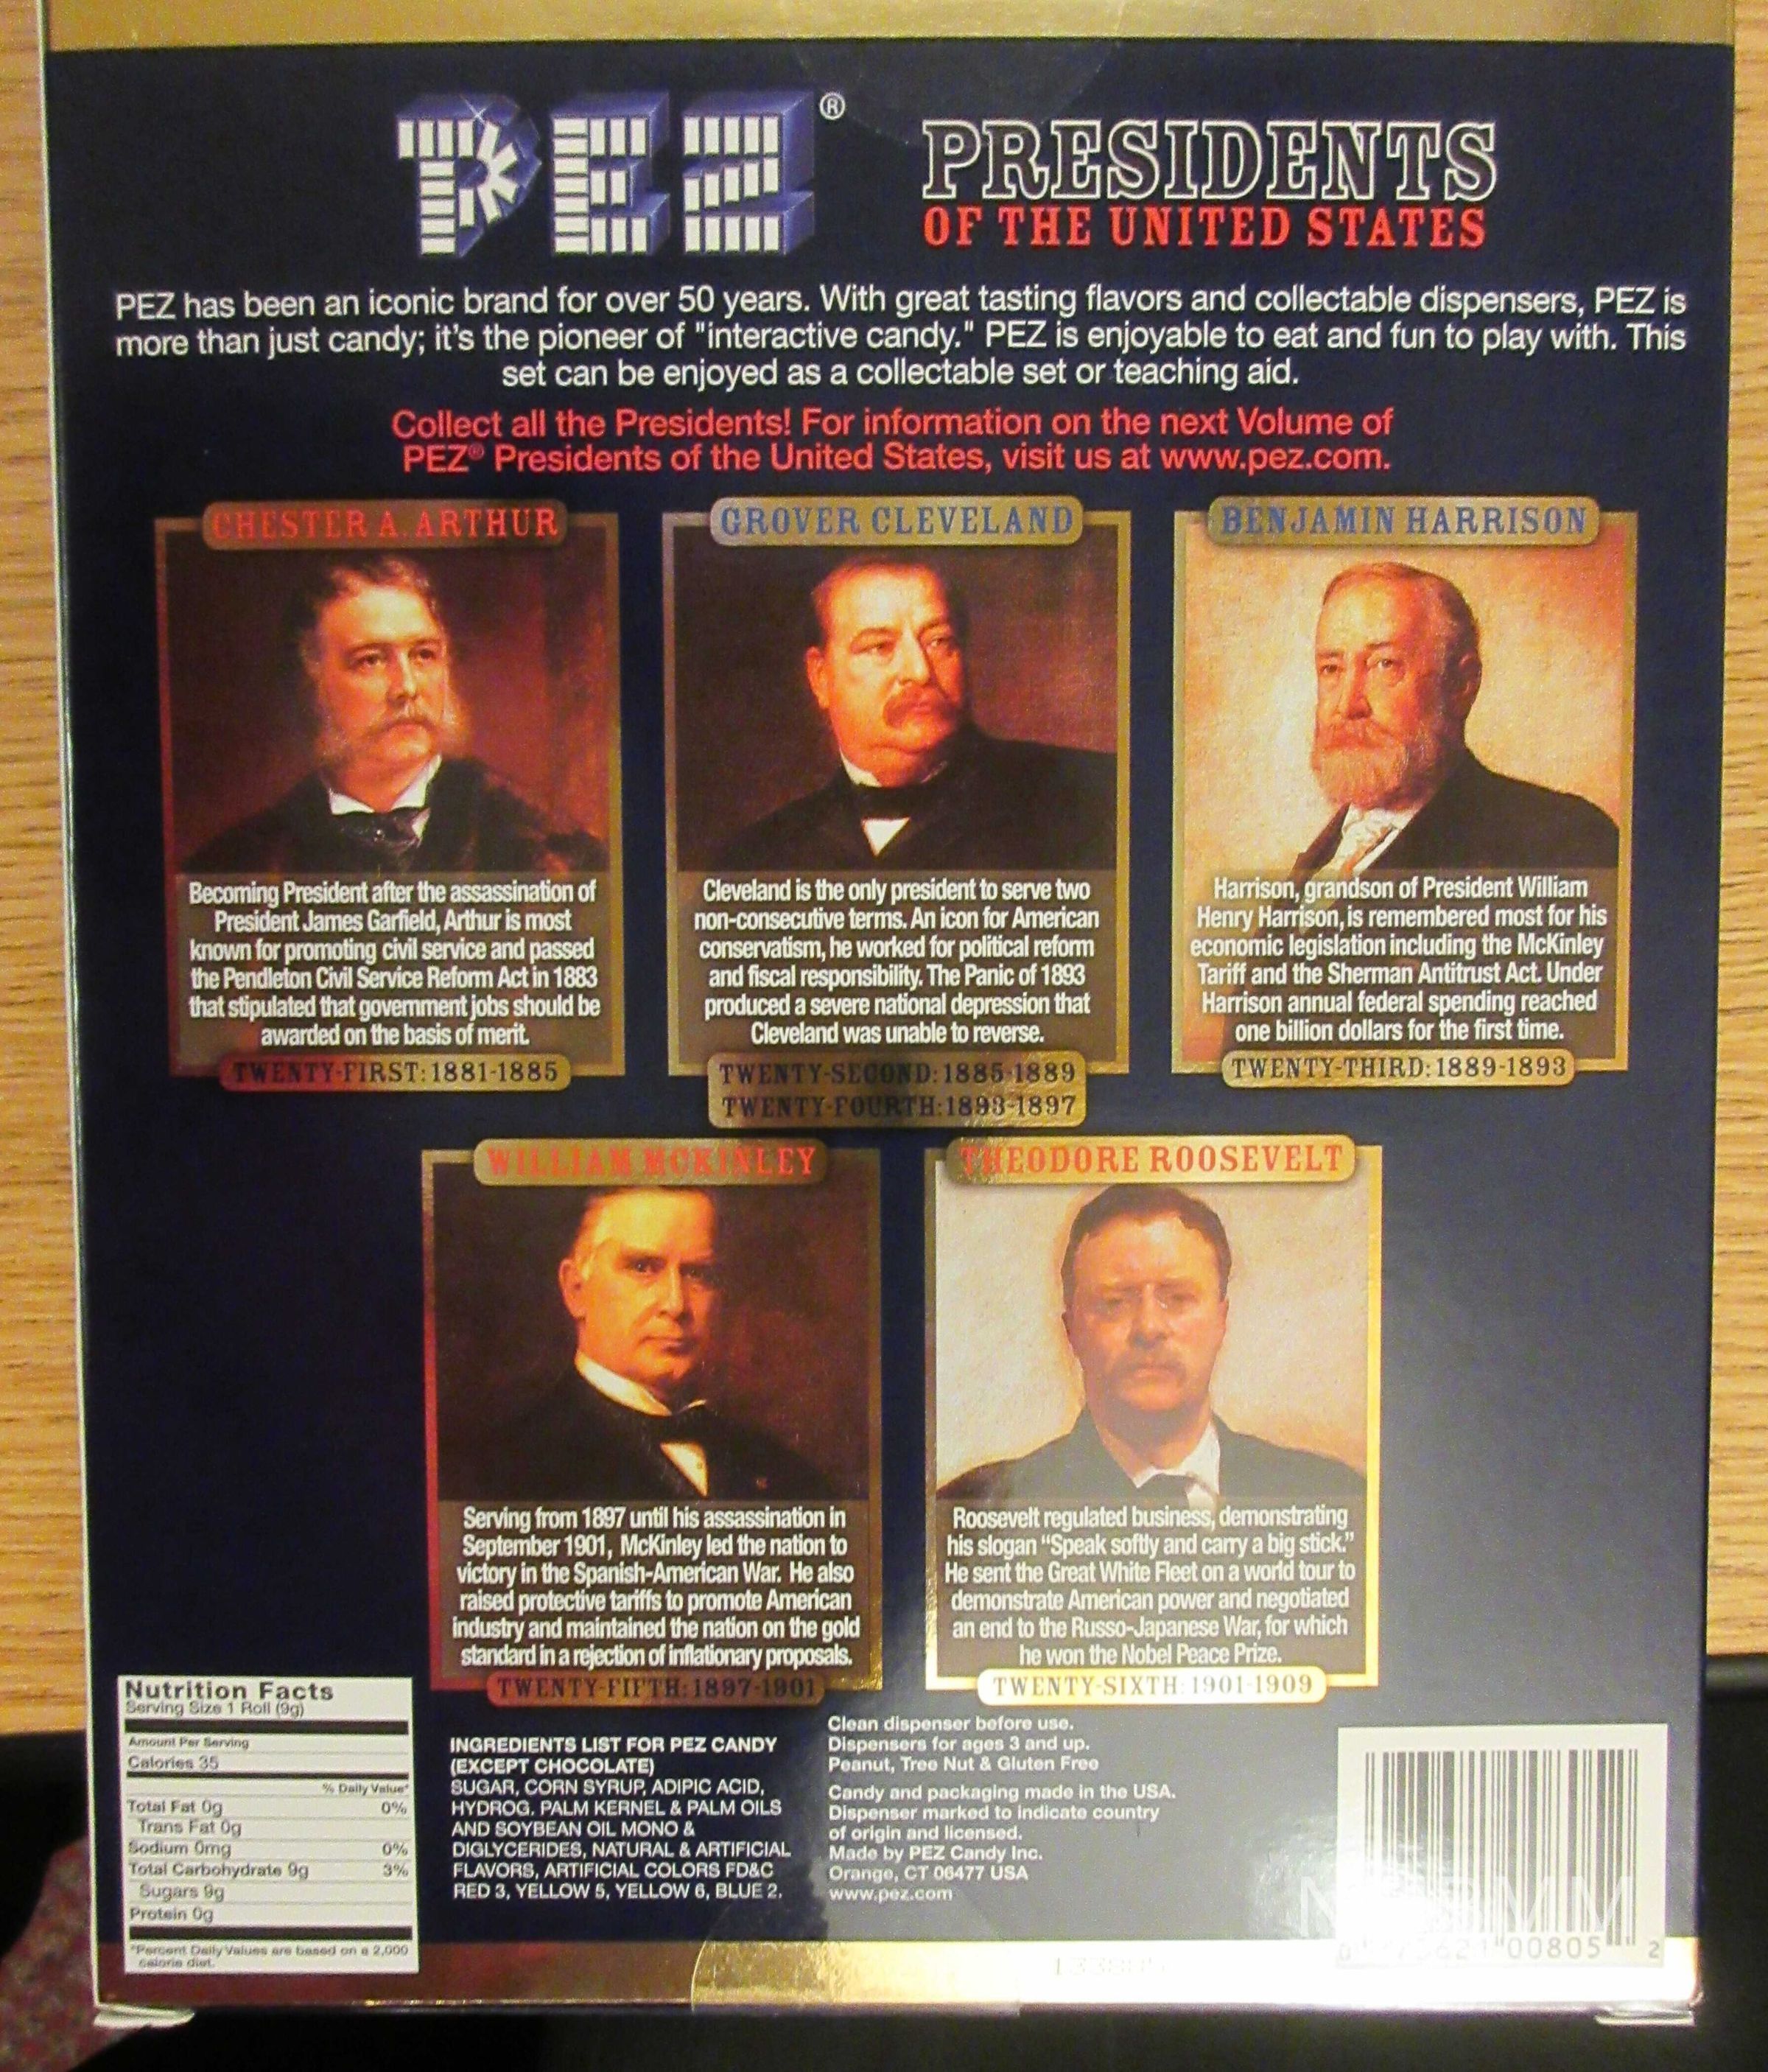 PEZ®
PRESIDENTS
OF THE UNITED STATES
PEZ has been an iconic brand for over 50 years. With great tasting flavors and collectable dispensers, PEZ is
more than just candy; it's the pioneer of "interactive candy." PEZ is enjoyable to eat and fun to play with. This
set can be enjoyed as a collectable set or teaching aid.
Collect all the Presidents! For information on the next Volume of
PEZ® Presidents of the United States, visit us at www.pez.com.
CHESTER A. ARTHUR
Becoming President after the assassination of
President James Garfield, Arthur is most
known for promoting civil service and passed
the Pendleton Civil Service Reform Act in 1883
that stipulated that government jobs should be
awarded on the basis of merit.
TWENTY-FIRST: 1881-1885
GROVER CLEVELAND
Cleveland is the only president to serve two
non-consecutive terms. An icon for American
conservatism, he worked for political reform
and fiscal responsibility. The Panic of 1893
produced a severe national depression that
Cleveland was unable to reverse.
TWENTY-SECOND: 1885-1889
TWENTY-FOURTH: 1893-1897
BENJAMIN HARRISON
Harrison, grandson of President William
Henry Harrison, is remembered most for his
economic legislation including the McKinley
Tariff and the Sherman Antitrust Act. Under
Harrison annual federal spending reached
one billion dollars for the first time.
TWENTY-THIRD: 1889-1893
WILLIAM MCKINLEY
Serving from 1897 until his assassination in
September 1901, McKinley led the nation to
victory in the Spanish-American War. He also
raised protective tariffs to promote American
industry and maintained the nation on the gold
standard in a rejection of inflationary proposals.
TWENTY-FIFTH: 1897-1901
THEODORE ROOSEVELT
Roosevelt regulated business, demonstrating
his slogan “Speak softly and carry a big stick.”
He sent the Great White Fleet on a world tour to
demonstrate American power and negotiated
an end to the Russo-Japanese War, for which
he won the Nobel Peace Prize.
TWENTY-SIXTH: 1901-1909
Nutrition Facts
Serving Size 1 Roll (9g)
Amount Per Serving
Calories 35
% Daily Value*
Total Fat 0g 0%
Trans Fat 0g
Sodium 0mg 0%
Total Carbohydrate 9g 3%
Sugars 9g
Protein 0g
*Percent Daily Values are based on a 2,000
calorie diet.
INGREDIENTS LIST FOR PEZ CANDY
(EXCEPT CHOCOLATE)
SUGAR, CORN SYRUP, ADIPIC ACID,
HYDROG. PALM KERNEL & PALM OILS
AND SOYBEAN OIL MONO &
DIGLYCERIDES, NATURAL & ARTIFICIAL
FLAVORS, ARTIFICIAL COLORS FD&C
RED 3, YELLOW 5, YELLOW 6, BLUE 2.
Clean dispenser before use.
Dispensers for ages 3 and up.
Peanut, Tree Nut & Gluten Free
Candy and packaging made in the USA.
Dispenser marked to indicate country
of origin and licensed.
Made by PEZ Candy Inc.
Orange, CT 06477 USA
www.pez.com
00805 2